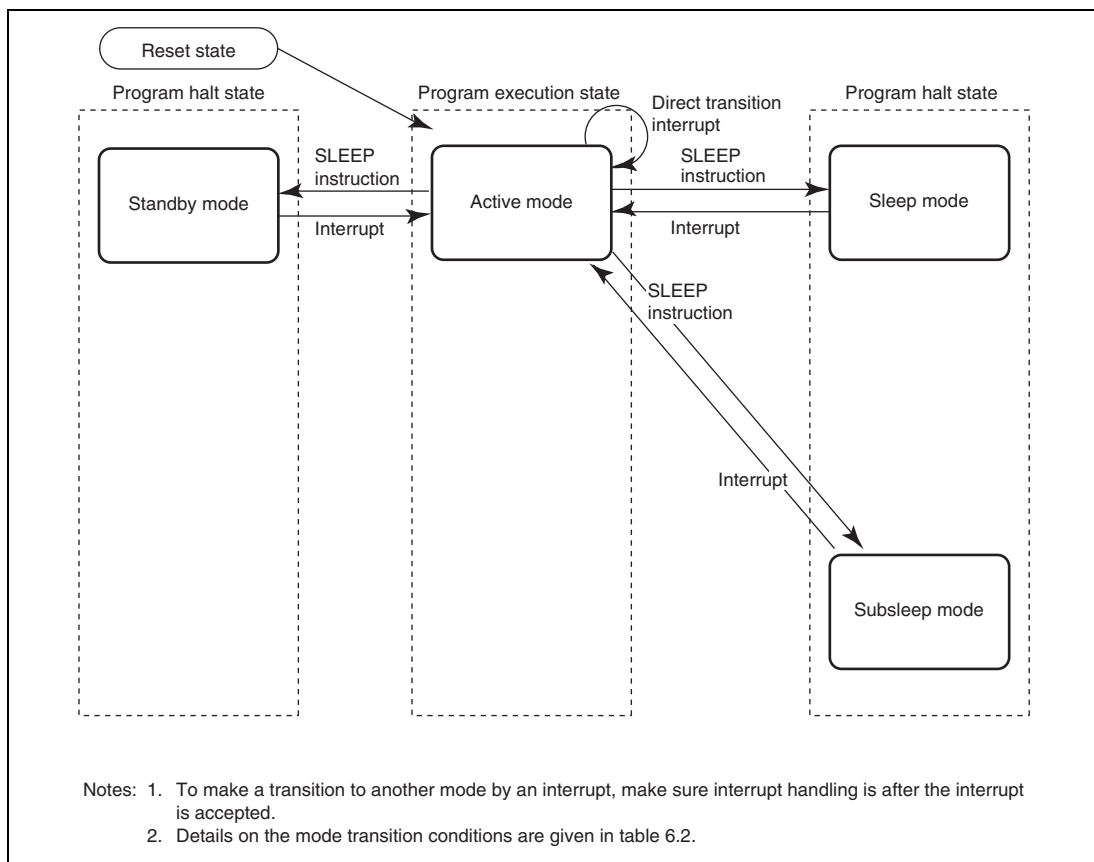 Reset state
Program halt state
Program execution state
Program halt state
Direct transition
interrupt
SLEEP
instruction
SLEEP
instruction
Standby mode
Active mode
Sleep mode
Interrupt
Interrupt
SLEEP
instruction
Interrupt
Subsleep mode
Notes: 1. To make a transition to another mode by an interrupt, make sure interrupt handling is after the interrupt
is accepted.
2. Details on the mode transition conditions are given in table 6.2.